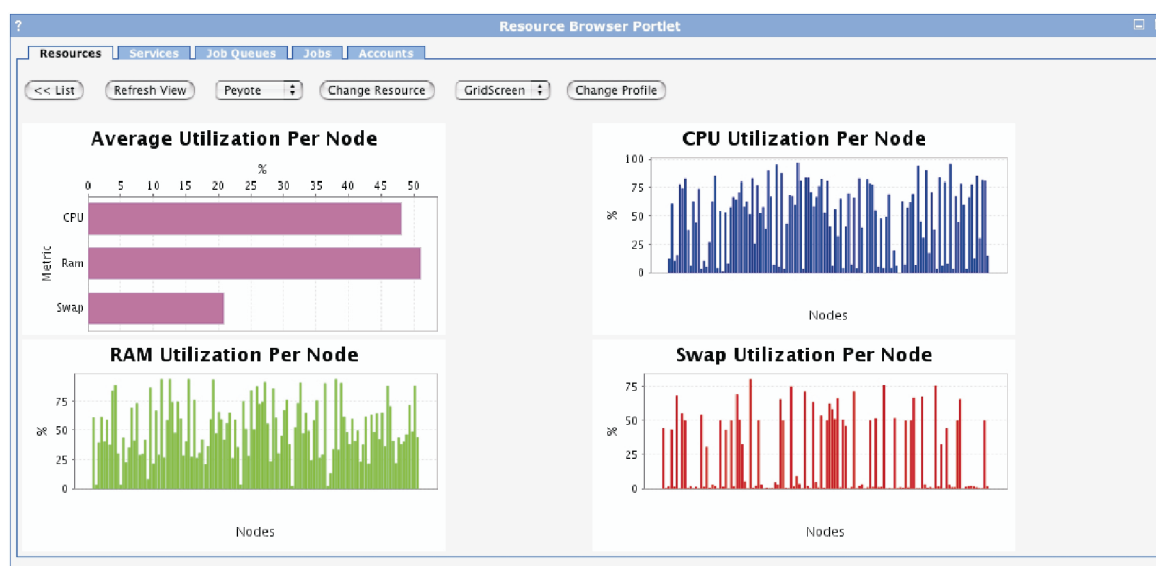 ? Resource Browser Portlet
Resources Services Job Queues Jobs Accounts
<< List Refresh View Peyote Change Resource GridScreen Change Profile
Average Utilization Per Node
%
0 5 10 15 20 25 30 35 40 45 50
Metric
CPU
Ram
Swap
CPU Utilization Per Node
%
100
75
50
25
0
Nodes
RAM Utilization Per Node
%
75
50
25
0
Nodes
Swap Utilization Per Node
%
75
50
25
0
Nodes